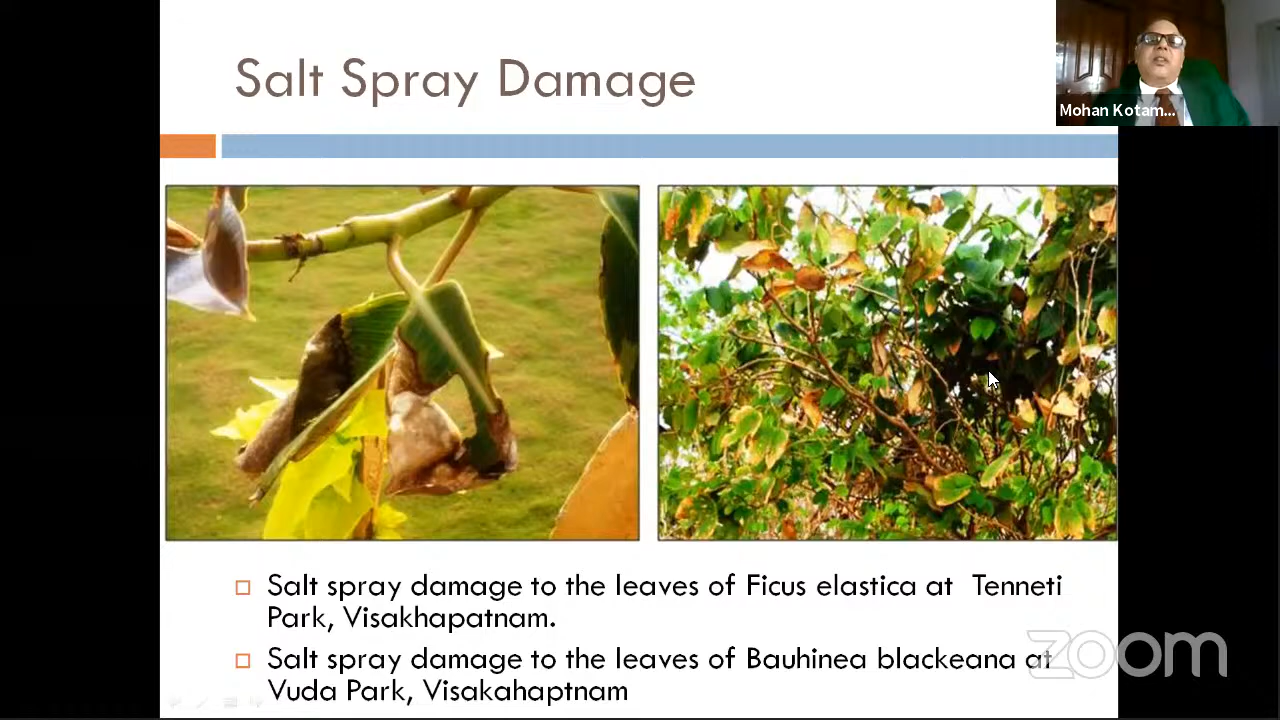 Salt Spray Damage
Mohan Kotam...
Salt spray damage to the leaves of Ficus elastica at Tenneti
Park, Visakhapatnam.
Salt spray damage to the leaves of Bauhinea blackeana at
Vuda Park, Visakahaptnam
zoom